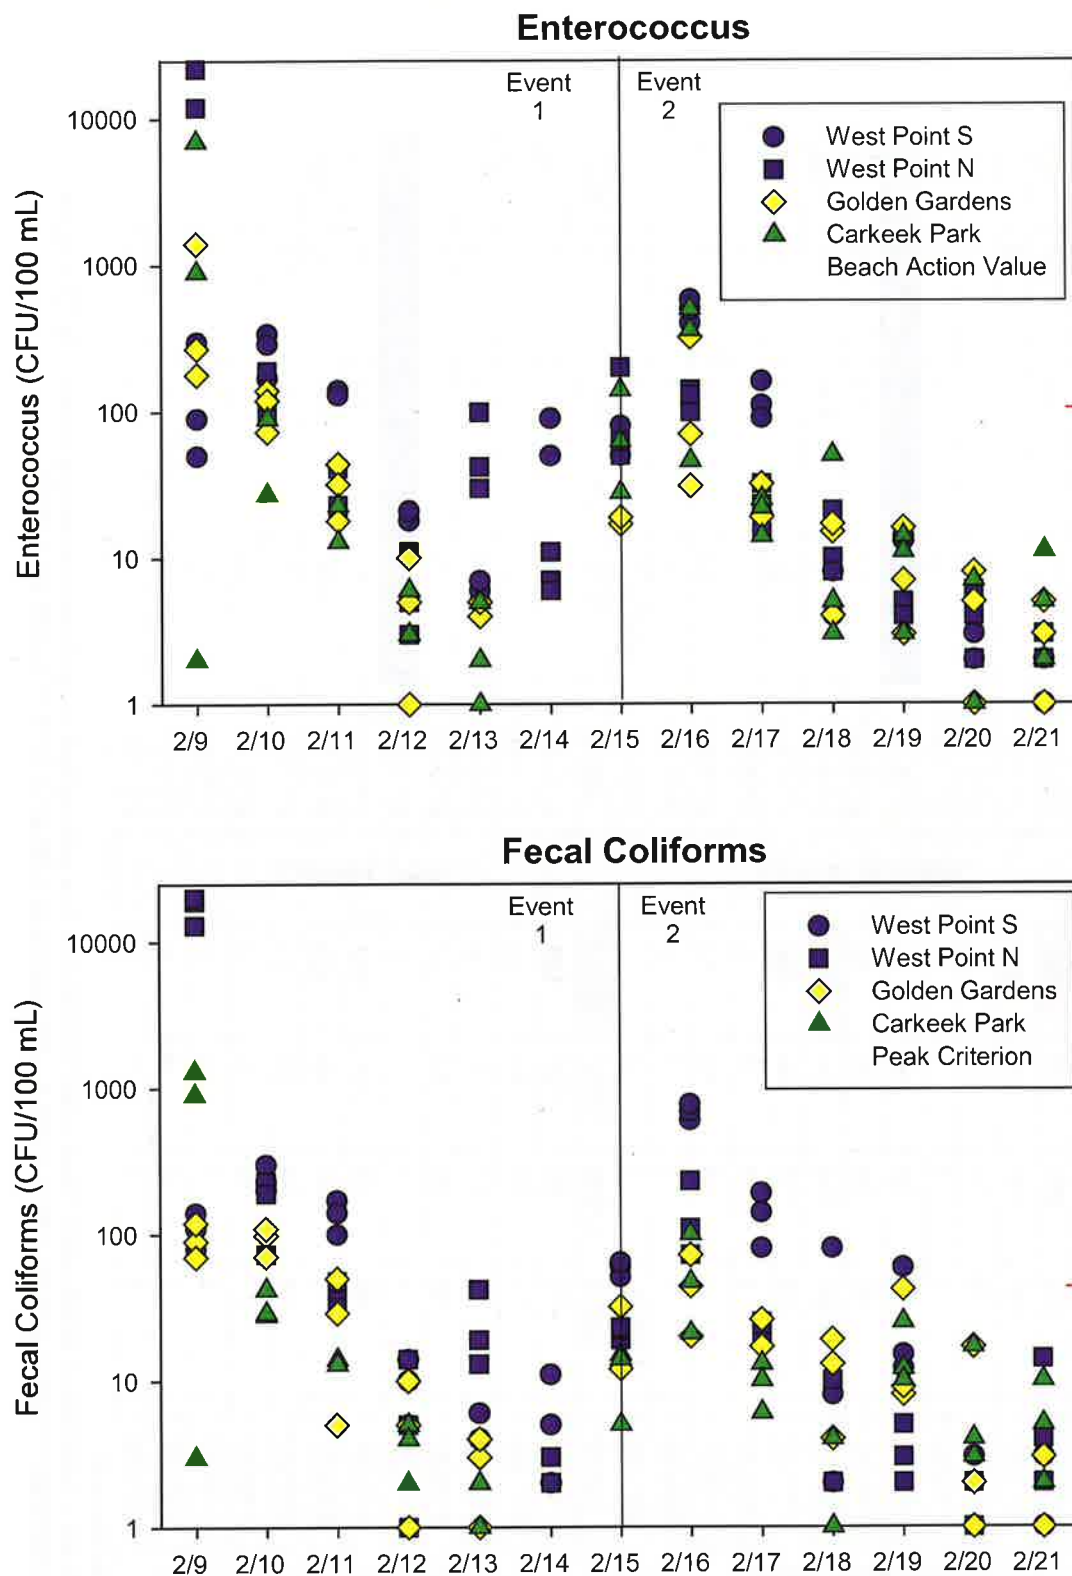 Enterococcus
Event
1
Event
2
West Point S
West Point N
Golden Gardens
Carkeek Park
Beach Action Value
Enterococcus (CFU/100 mL)
10000
1000
100
10
1
2/9 2/10 2/11 2/12 2/13 2/14 2/15 2/16 2/17 2/18 2/19 2/20 2/21
Fecal Coliforms
Event
1
Event
2
West Point S
West Point N
Golden Gardens
Carkeek Park
Peak Criterion
Fecal Coliforms (CFU/100 mL)
10000
1000
100
10
1
2/9 2/10 2/11 2/12 2/13 2/14 2/15 2/16 2/17 2/18 2/19 2/20 2/21